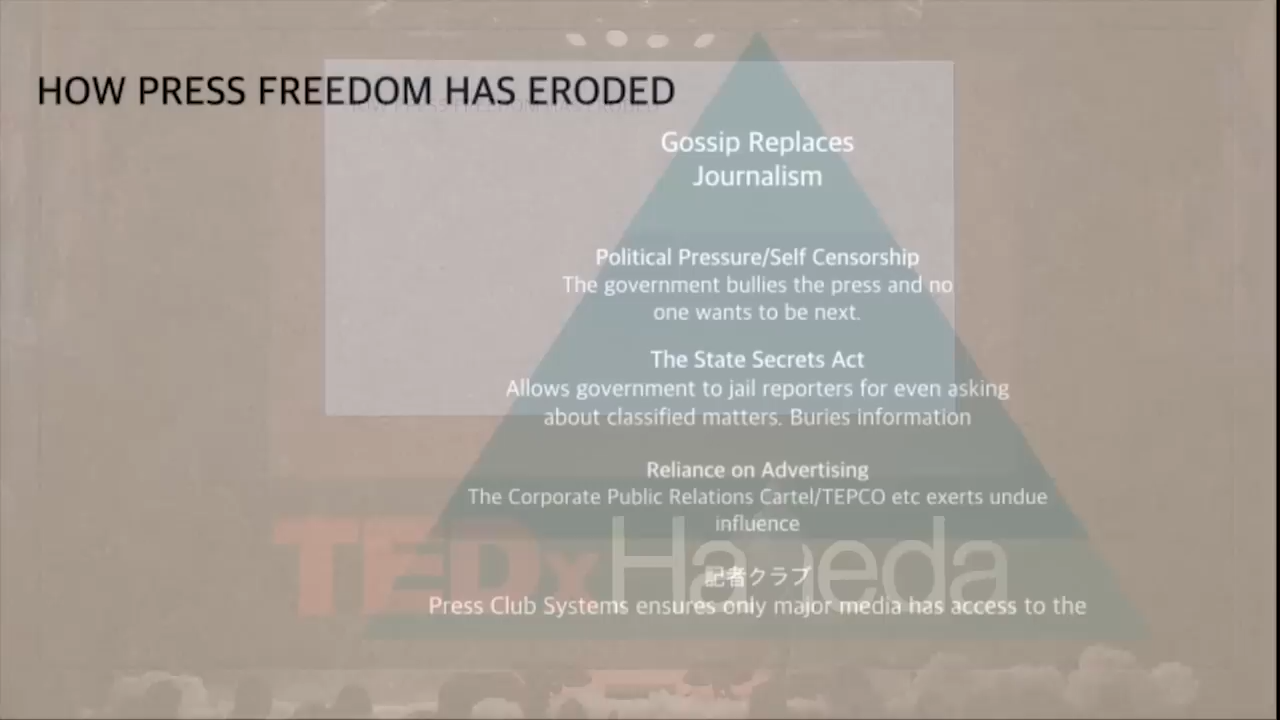 HOW PRESS FREEDOM HAS ERODED
Gossip Replaces
Journalism
Political Pressure/Self Censorship
The government bullies the press and no
one wants to be next.
The State Secrets Act
Allows government to jail reporters for even asking
about classified matters. Buries information
Reliance on Advertising
The Corporate Public Relations Cartel/TEPCO etc exerts undue
influence
記者クラブ
Press Club Systems ensures only major media has access to the
TEDxHaneda